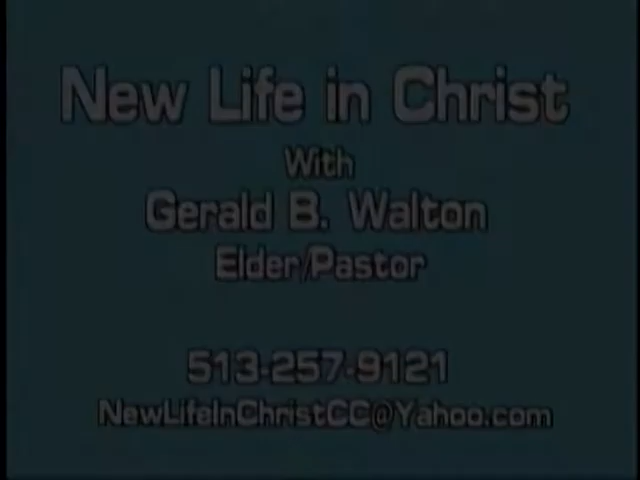 New Life in Christ
With
Gerald B. Walton
Elder/Pastor
513-257-9121
NewLifeInChristCC@Yahoo.com